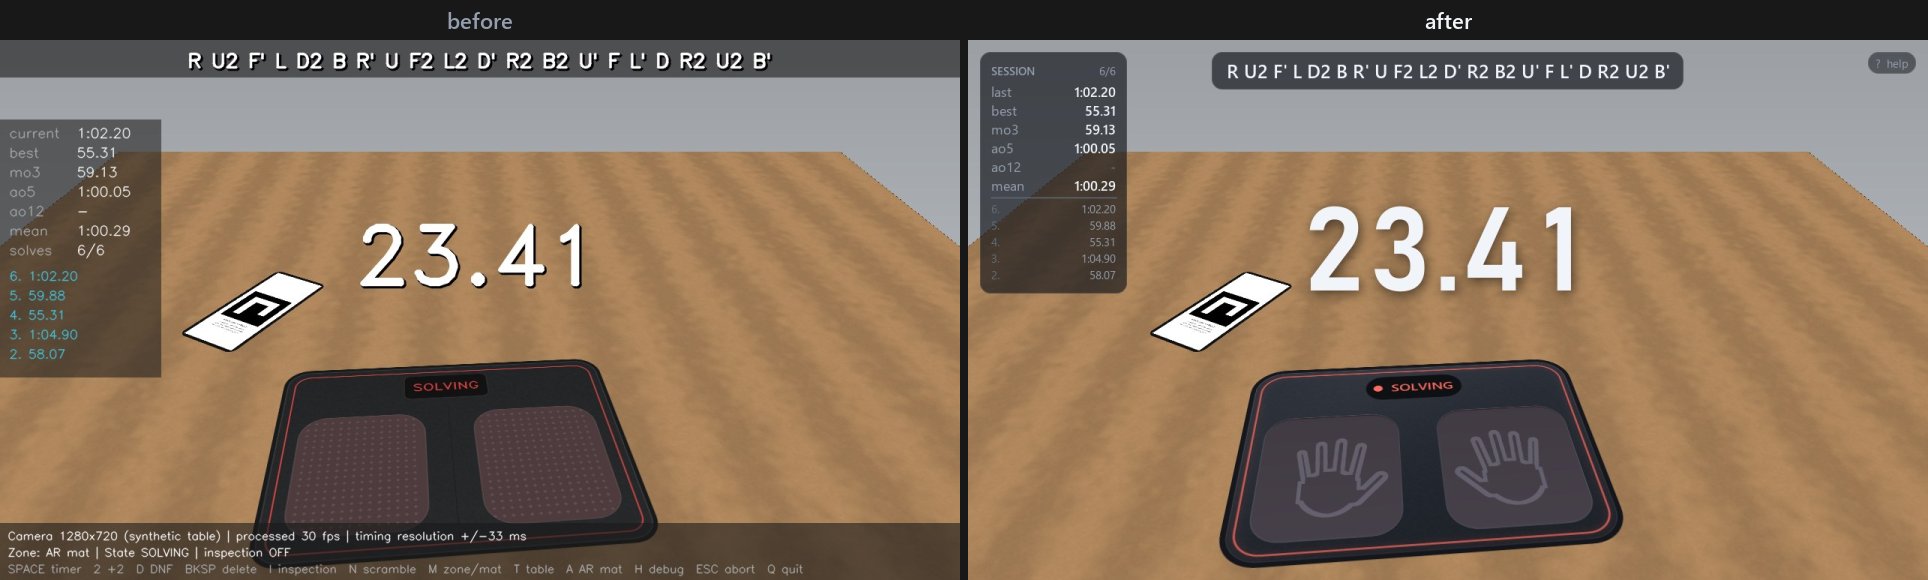 before
R U2 F' L D2 B R' U F2 L2 D' R2 B2 U' F L' D R2 U2 B'
current 1:02.20
best 55.31
mo3 59.13
ao5 1:00.05
ao12 –
mean 1:00.29
solves 6/6
6. 1:02.20
5. 59.88
4. 55.31
3. 1:04.90
2. 58.07
23.41
SOLVING
Camera 1280x720 (synthetic table) | processed 30 fps | timing resolution +/-33 ms
Zone: AR mat | State SOLVING | inspection OFF
SPACE timer 2 +2 D DNF BKSP delete I inspection N scramble M zone/mat T table A AR mat H debug ESC abort Q quit
after
SESSION 6/6
last 1:02.20
best 55.31
mo3 59.13
ao5 1:00.05
ao12 -
mean 1:00.29
6. 1:02.20
5. 59.88
4. 55.31
3. 1:04.90
2. 58.07
R U2 F' L D2 B R' U F2 L2 D' R2 B2 U' F L' D R2 U2 B'
? help
23.41
SOLVING